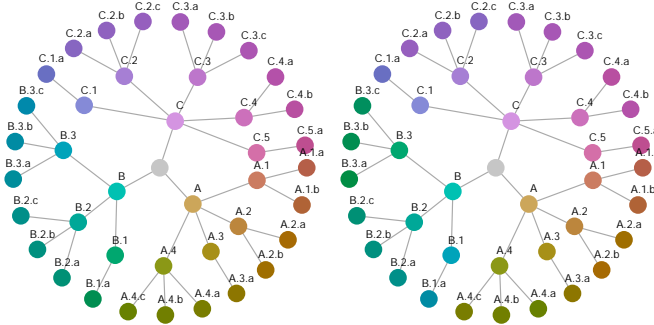 C.2.c
C.3.a
C.2.b
C.3.b
C.2.a
C.3.c
C.1.a
C.2
C.3
C.4.a
B.3.c
C.1
C
C.4
C.4.b
B.3.b
B.3
C.5
C.5.a
B.3.a
A.1
A.1.a
B
A
A.1.b
B.2.c
B.2
A.2
A.2.a
B.2.b
B.1
A.4
A.3
A.2.b
B.2.a
B.1.a
A.4.c
A.4.b
A.4.a
A.3.a
C.2.c
C.3.a
C.2.b
C.3.b
C.2.a
C.3.c
C.1.a
C.2
C.3
C.4.a
B.3.c
C.1
C
C.4
C.4.b
B.3.b
B.3
C.5
C.5.a
B.3.a
A.1
B
A
A.1.b
B.2.c
B.2
A.2
A.2.a
B.2.b
B.1
A.4
A.3
A.2.b
B.2.a
B.1.a
A.4.c
A.4.b
A.4.a
A.3.a